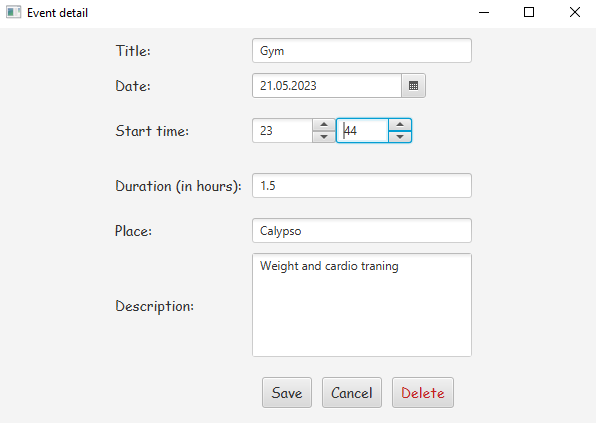 Event detail
Title: Gym
Date: 21.05.2023
Start time: 23 44
Duration (in hours): 1.5
Place: Calypso
Weight and cardio traning
Description:
Save Cancel Delete